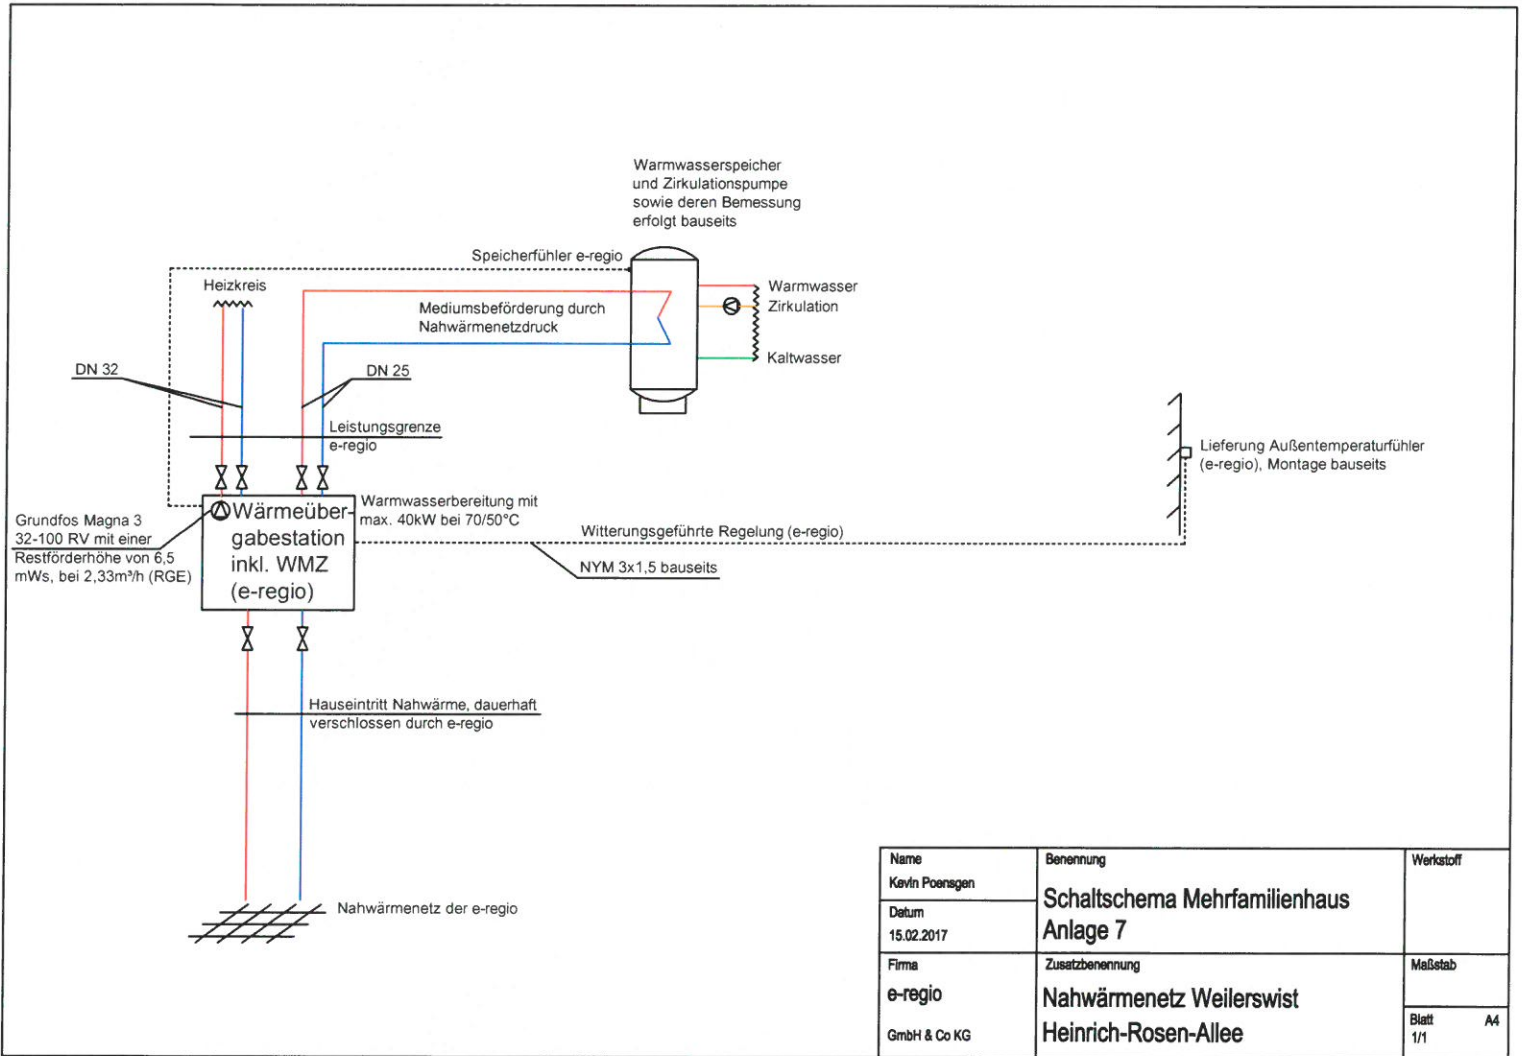 Warmwasserspeicher
und Zirkulationspumpe
sowie deren Bemessung
erfolgt bauseits
Speicherfühler e-regio
Heizkreis
Mediumsbeförderung durch
Nahwärmenetzdruck
Warmwasser
Zirkulation
Kaltwasser
DN 32
DN 25
Leistungsgrenze
e-regio
Lieferung Außentemperaturfühler
(e-regio), Montage bauseits
Warmwasserbereitung mit
max. 40kW bei 70/50°C
Wärmeüber-
gabestation
inkl. WMZ
(e-regio)
Grundfos Magna 3
32-100 RV mit einer
Restförderhöhe von 6,5
mWs, bei 2,33m³/h (RGE)
Witterungsgeführte Regelung (e-regio)
NYM 3x1,5 bauseits
Hauseintritt Nahwärme, dauerhaft
verschlossen durch e-regio
Nahwärmenetz der e-regio
Name
Kevin Poensgen
Datum
15.02.2017
Firma
e-regio
GmbH & Co KG
Benennung
Schaltschema Mehrfamilienhaus
Anlage 7
Zusatzbenennung
Nahwärmenetz Weilerswist
Heinrich-Rosen-Allee
Werkstoff
Maßstab
Blatt A4
1/1